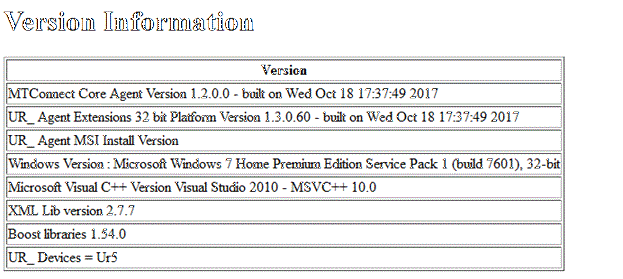 Version Information
Version
MTConnect Core Agent Version 1.2.0.0 - built on Wed Oct 18 17:37:49 2017
UR_ Agent Extensions 32 bit Platform Version 1.3.0.60 - built on Wed Oct 18 17:37:49 2017
UR_ Agent MSI Install Version
Windows Version : Microsoft Windows 7 Home Premium Edition Service Pack 1 (build 7601), 32-bit
Microsoft Visual C++ Version Visual Studio 2010 - MSVC++ 10.0
XML Lib version 2.7.7
Boost libraries 1.54.0
UR_ Devices = Ur5